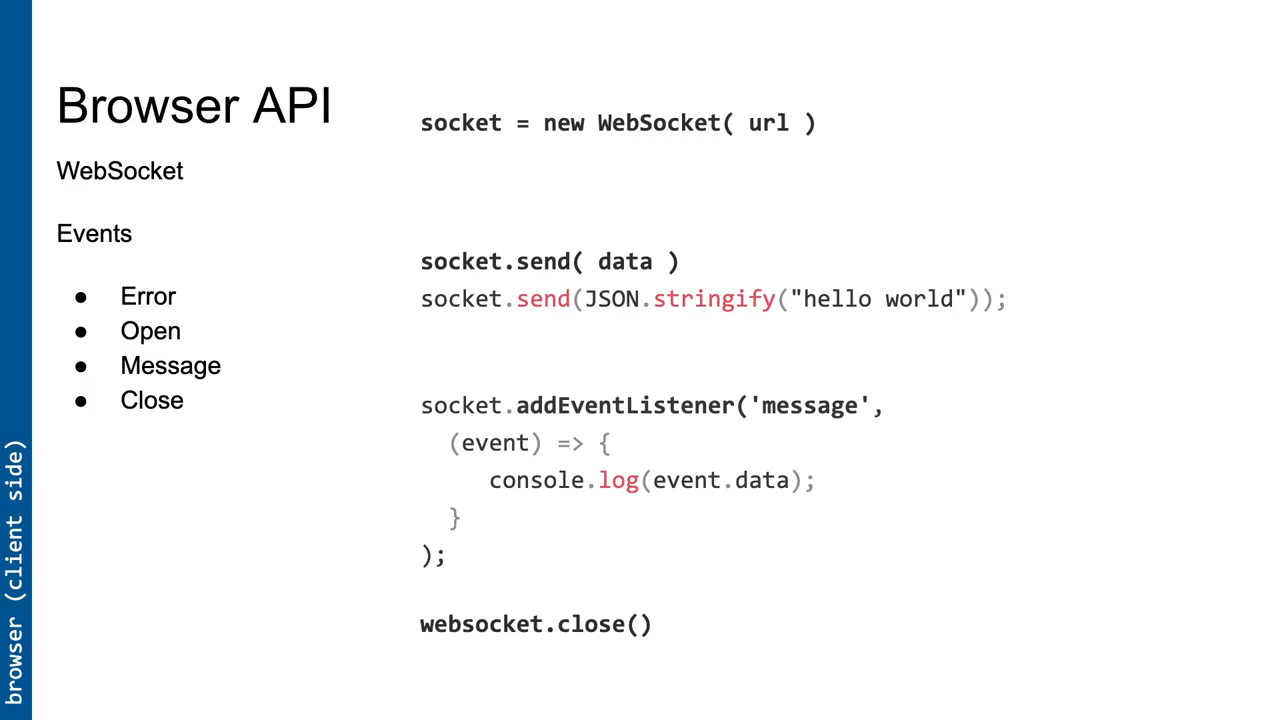 Browser API
WebSocket
Events
● Error
● Open
● Message
● Close
socket = new WebSocket( url )
socket.send( data )
socket.send(JSON.stringify("hello world"));
socket.addEventListener('message',
(event) => {
console.log(event.data);
}
);
websocket.close()
browser (client side)